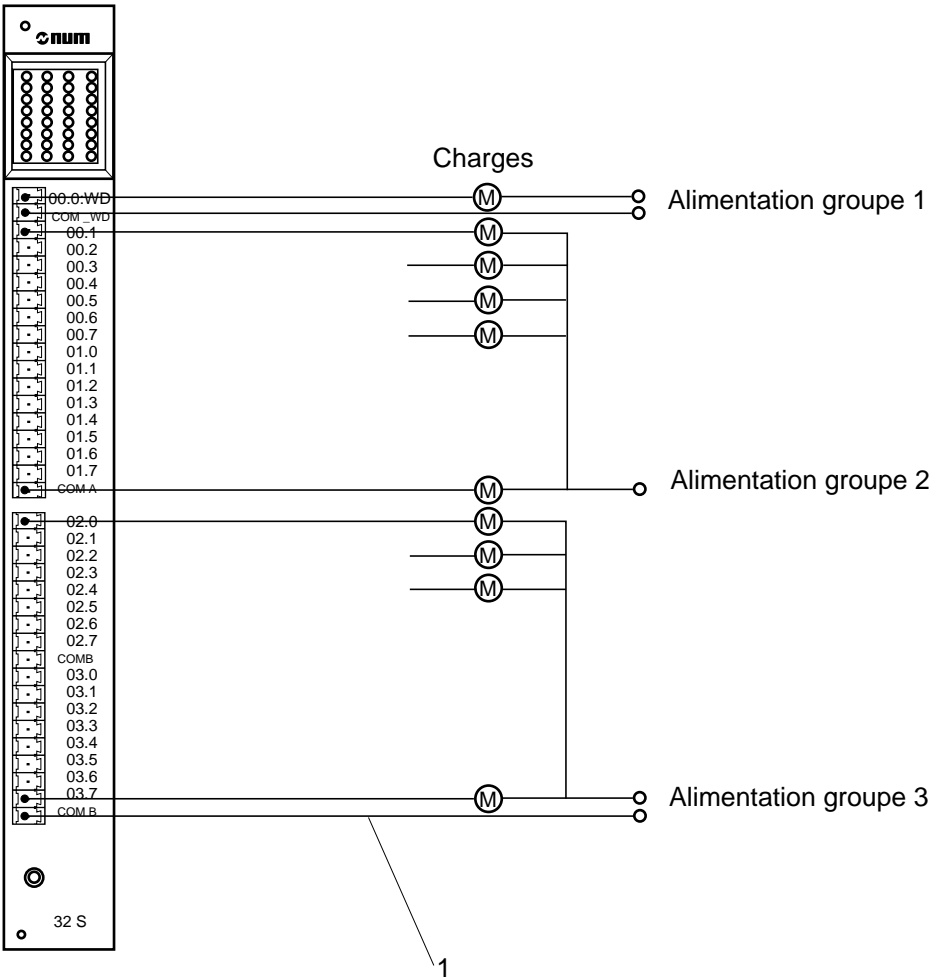 num
Charges
00.0:WD
M
Alimentation groupe 1
COM _WD
00.1
M
00.2
00.3
M
00.4
00.5
M
00.6
00.7
M
01.0
01.1
01.2
01.3
01.4
01.5
01.6
01.7
COM A
M
Alimentation groupe 2
02.0
M
02.1
02.2
M
02.3
02.4
M
02.5
02.6
02.7
COMB
03.0
03.1
03.2
03.3
03.4
03.5
03.6
03.7
M
Alimentation groupe 3
COM B
32 S
1